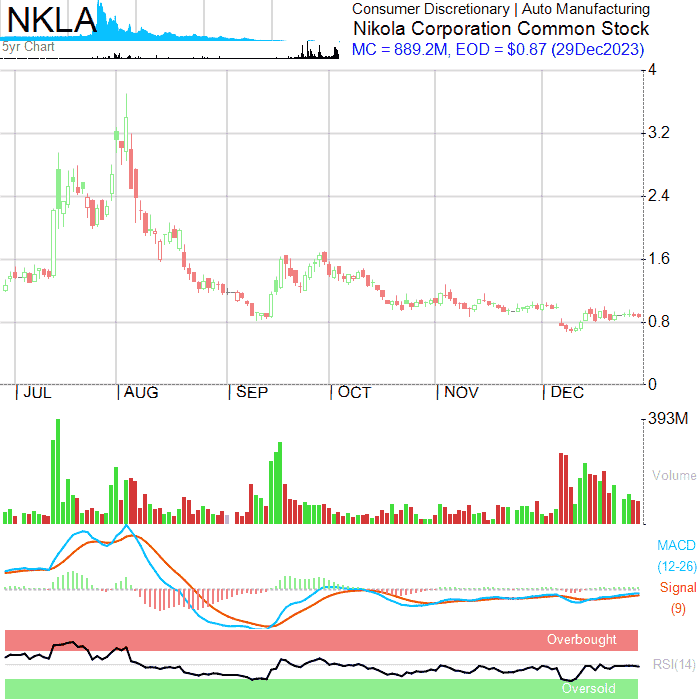 NKLA
5yr Chart
Consumer Discretionary | Auto Manufacturing
Nikola Corporation Common Stock
MC = 889.2M, EOD = $0.87 (29Dec2023)
4
3.2
2.4
1.6
0.8
0
| JUL | AUG | SEP | OCT | NOV | DEC
393M
Volume
MACD
(12-26)
Signal
(9)
Overbought
RSI(14)
Oversold